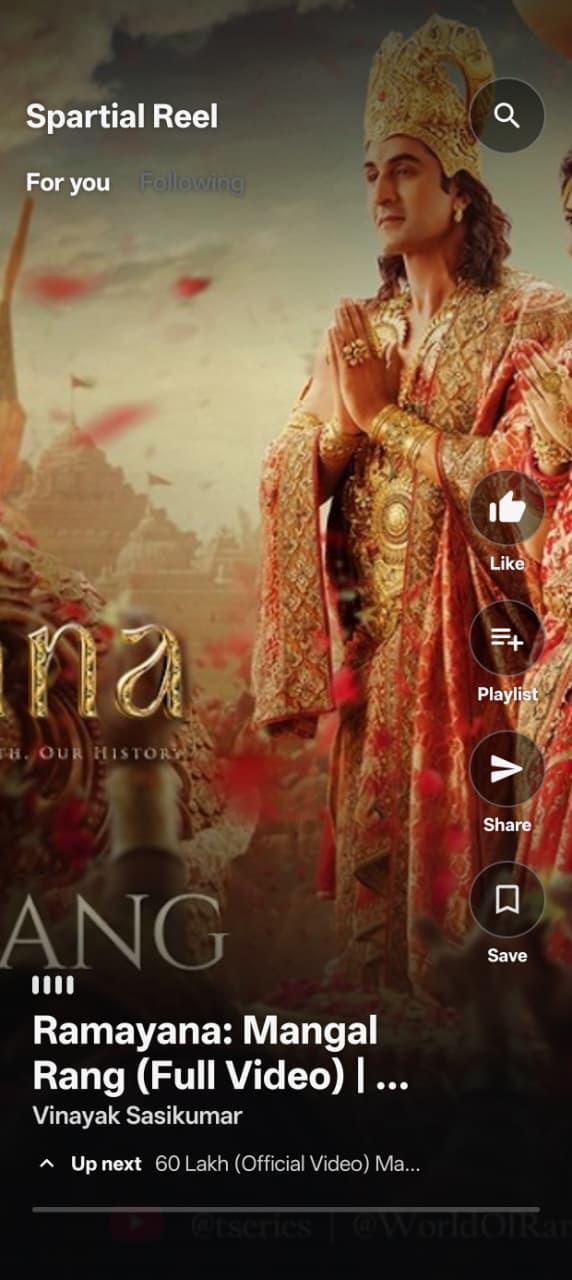 Spartial Reel
For you Following
na
TH. OUR HISTORY
Like
Playlist
Share
ANG
Save
Ramayana: Mangal
Rang (Full Video) | ...
Vinayak Sasikumar
Up next 60 Lakh (Official Video) Ma...
@tseries | @WorldOfRa